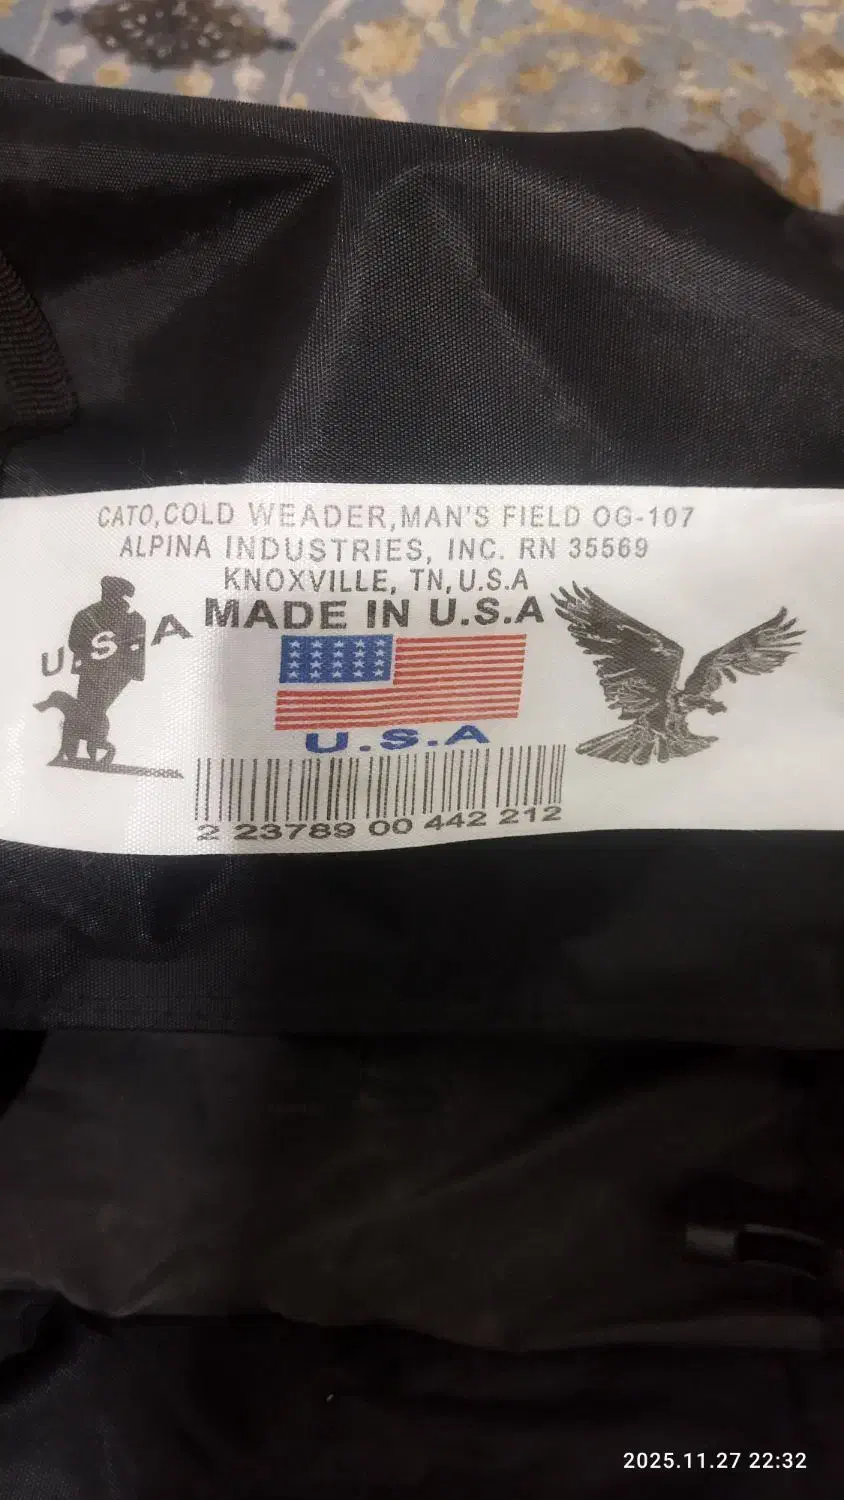 CATO,COLD WEADER,MAN'S FIELD OG-107
ALPINA INDUSTRIES, INC. RN 35569
KNOXVILLE, TN,U.S.A
MADE IN U.S.A
U.S.A
U.S.A
2 23789 00 442 212
2025.11.27 22:32